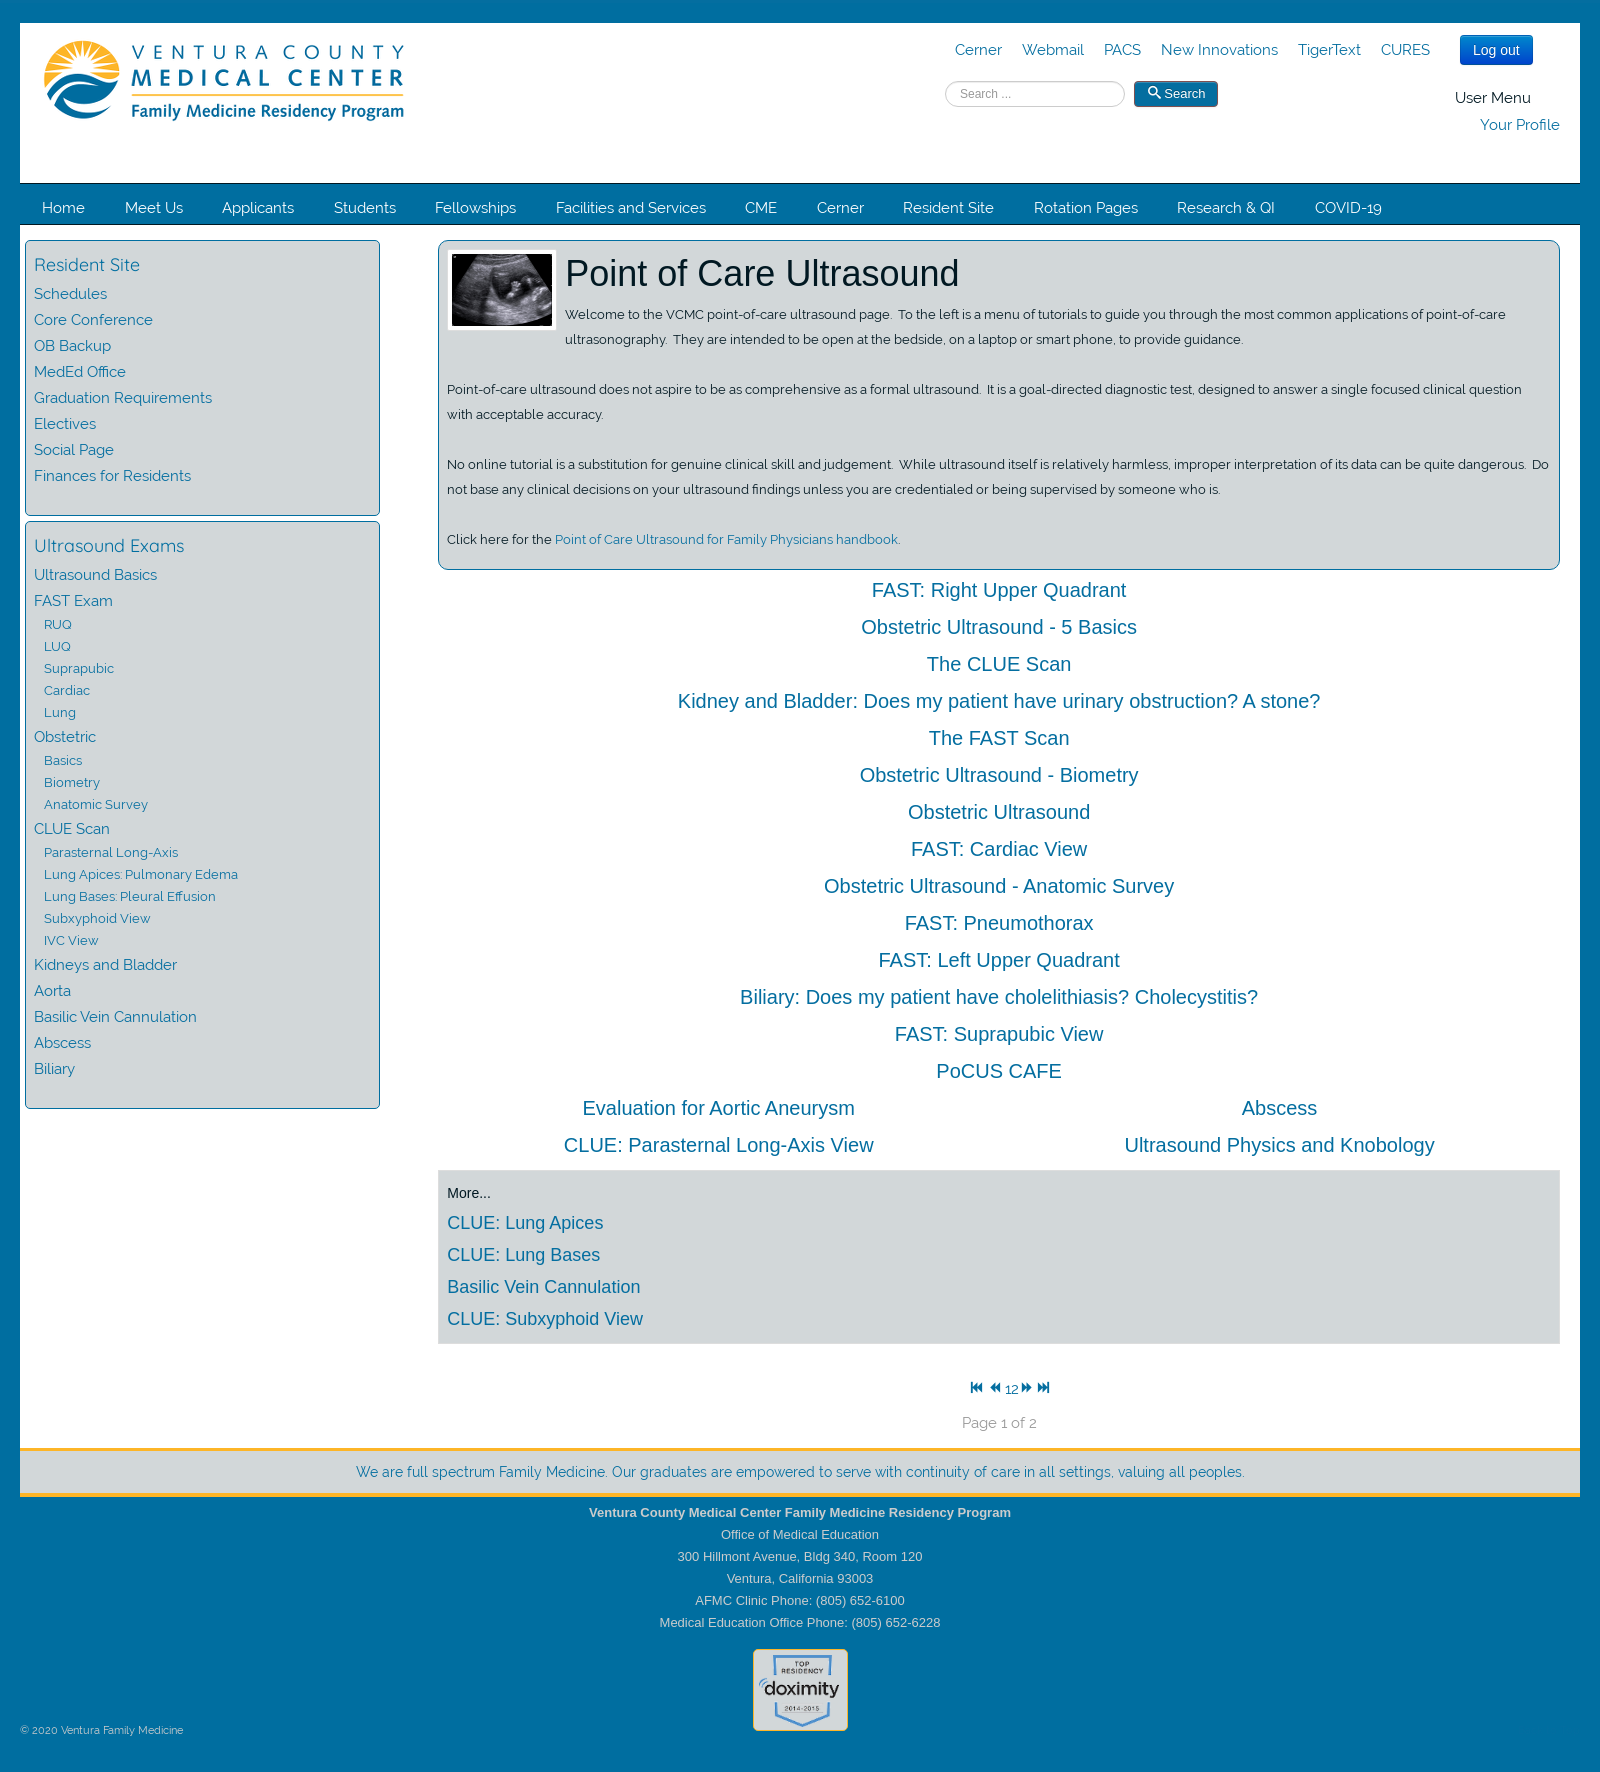 VENTURA COUNTY
MEDICAL CENTER
Family Medicine Residency Program
Cerner Webmail PACS New Innovations TigerText CURES
Log out
Search ...
Search
User Menu
Your Profile
Home Meet Us Applicants Students Fellowships Facilities and Services CME Cerner Resident Site Rotation Pages Research & QI COVID-19
Resident Site
Schedules
Core Conference
OB Backup
MedEd Office
Graduation Requirements
Electives
Social Page
Finances for Residents
Ultrasound Exams
Ultrasound Basics
FAST Exam
RUQ
LUQ
Suprapubic
Cardiac
Lung
Obstetric
Basics
Biometry
Anatomic Survey
CLUE Scan
Parasternal Long-Axis
Lung Apices: Pulmonary Edema
Lung Bases: Pleural Effusion
Subxyphoid View
IVC View
Kidneys and Bladder
Aorta
Basilic Vein Cannulation
Abscess
Biliary
Point of Care Ultrasound
Welcome to the VCMC point-of-care ultrasound page. To the left is a menu of tutorials to guide you through the most common applications of point-of-care
ultrasonography. They are intended to be open at the bedside, on a laptop or smart phone, to provide guidance.
Point-of-care ultrasound does not aspire to be as comprehensive as a formal ultrasound. It is a goal-directed diagnostic test, designed to answer a single focused clinical question
with acceptable accuracy.
No online tutorial is a substitution for genuine clinical skill and judgement. While ultrasound itself is relatively harmless, improper interpretation of its data can be quite dangerous. Do
not base any clinical decisions on your ultrasound findings unless you are credentialed or being supervised by someone who is.
Click here for the Point of Care Ultrasound for Family Physicians handbook.
FAST: Right Upper Quadrant
Obstetric Ultrasound - 5 Basics
The CLUE Scan
Kidney and Bladder: Does my patient have urinary obstruction? A stone?
The FAST Scan
Obstetric Ultrasound - Biometry
Obstetric Ultrasound
FAST: Cardiac View
Obstetric Ultrasound - Anatomic Survey
FAST: Pneumothorax
FAST: Left Upper Quadrant
Biliary: Does my patient have cholelithiasis? Cholecystitis?
FAST: Suprapubic View
PoCUS CAFE
Evaluation for Aortic Aneurysm Abscess
CLUE: Parasternal Long-Axis View Ultrasound Physics and Knobology
More...
CLUE: Lung Apices
CLUE: Lung Bases
Basilic Vein Cannulation
CLUE: Subxyphoid View
12
Page 1 of 2
We are full spectrum Family Medicine. Our graduates are empowered to serve with continuity of care in all settings, valuing all peoples.
Ventura County Medical Center Family Medicine Residency Program
Office of Medical Education
300 Hillmont Avenue, Bldg 340, Room 120
Ventura, California 93003
AFMC Clinic Phone: (805) 652-6100
Medical Education Office Phone: (805) 652-6228
TOP
RESIDENCY
doximity
2014-2015
© 2020 Ventura Family Medicine